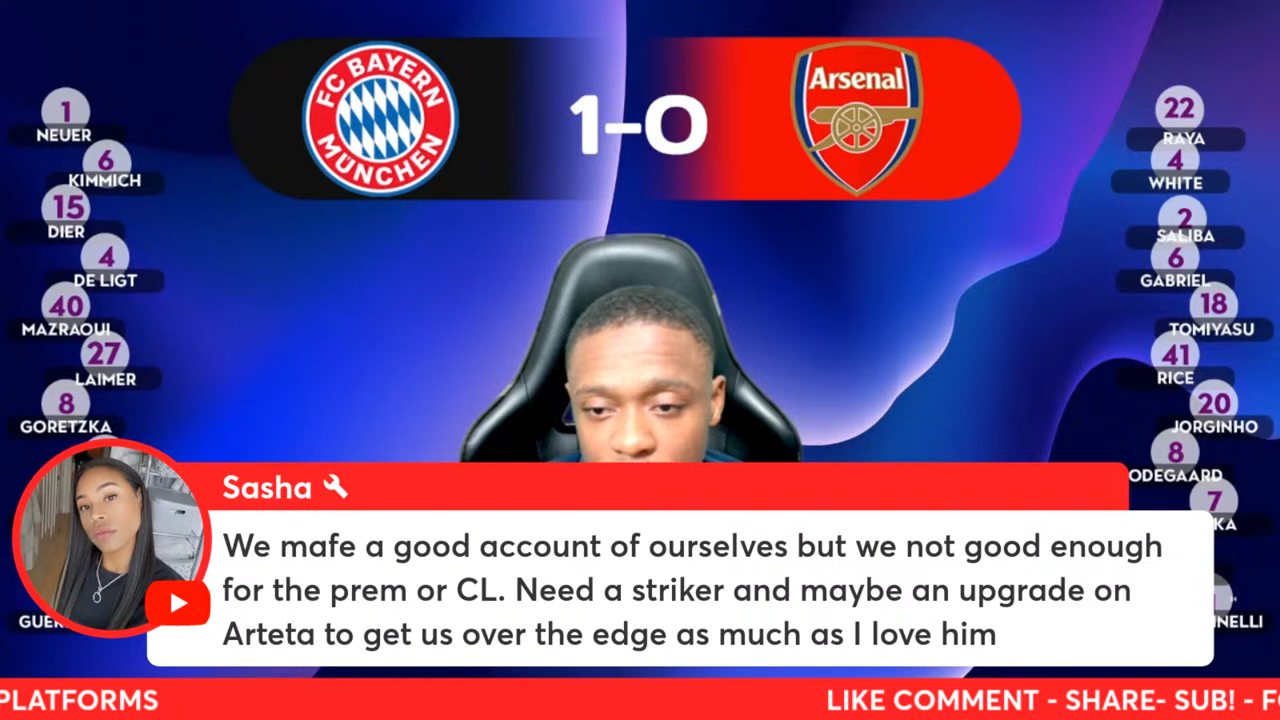 FC BAYERN
MÜNCHEN
1-0
Arsenal
1
NEUER
6
KIMMICH
15
DIER
4
DE LIGT
40
MAZRAOUI
27
LAIMER
8
GORETZKA
GUE
22
RAYA
4
WHITE
2
SALIBA
6
GABRIEL
18
TOMIYASU
41
RICE
20
JORGINHO
8
ODEGAARD
7
KA
INELLI
Sasha
We mafe a good account of ourselves but we not good enough
for the prem or CL. Need a striker and maybe an upgrade on
Arteta to get us over the edge as much as I love him
PLATFORMS
LIKE COMMENT - SHARE- SUB! - F